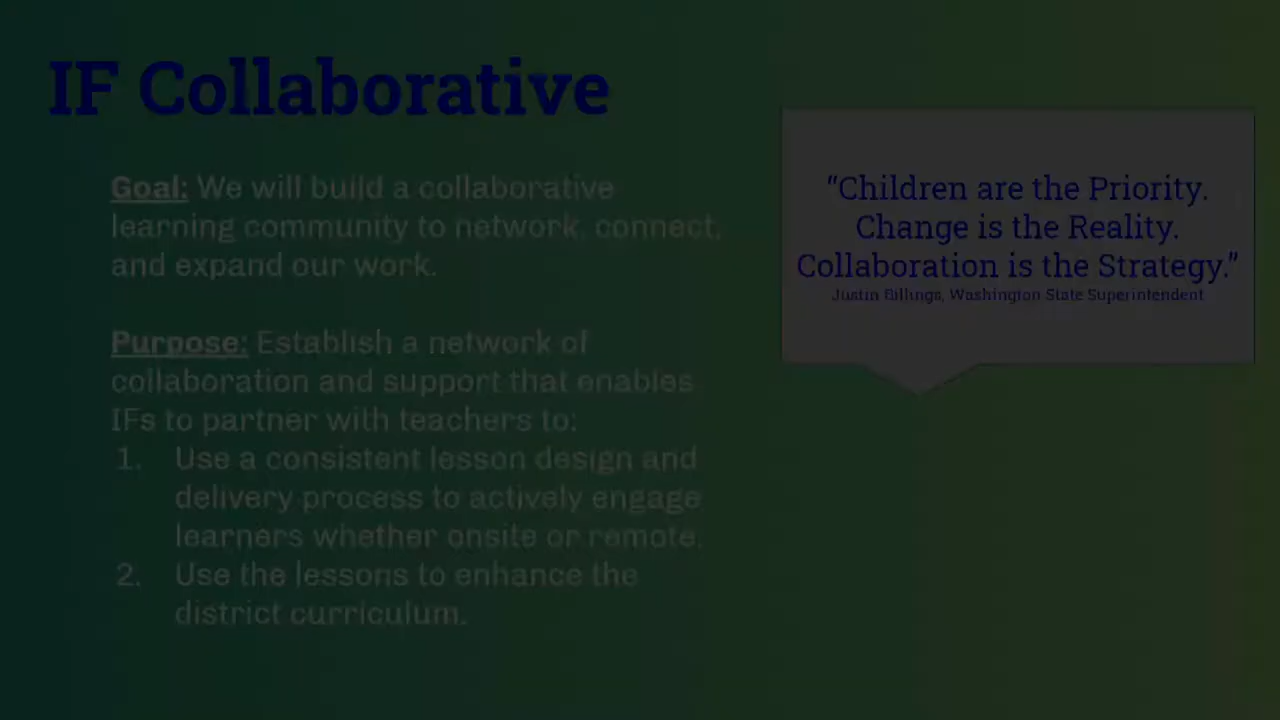 IF Collaborative
Goal: We will build a collaborative
learning community to network, connect,
and expand our work.
Purpose: Establish a network of
collaboration and support that enables
IFs to partner with teachers to:
1. Use a consistent lesson design and
delivery process to actively engage
learners whether onsite or remote.
2. Use the lessons to enhance the
district curriculum.
“Children are the Priority.
Change is the Reality.
Collaboration is the Strategy.”
Justin Billings, Washington State Superintendent